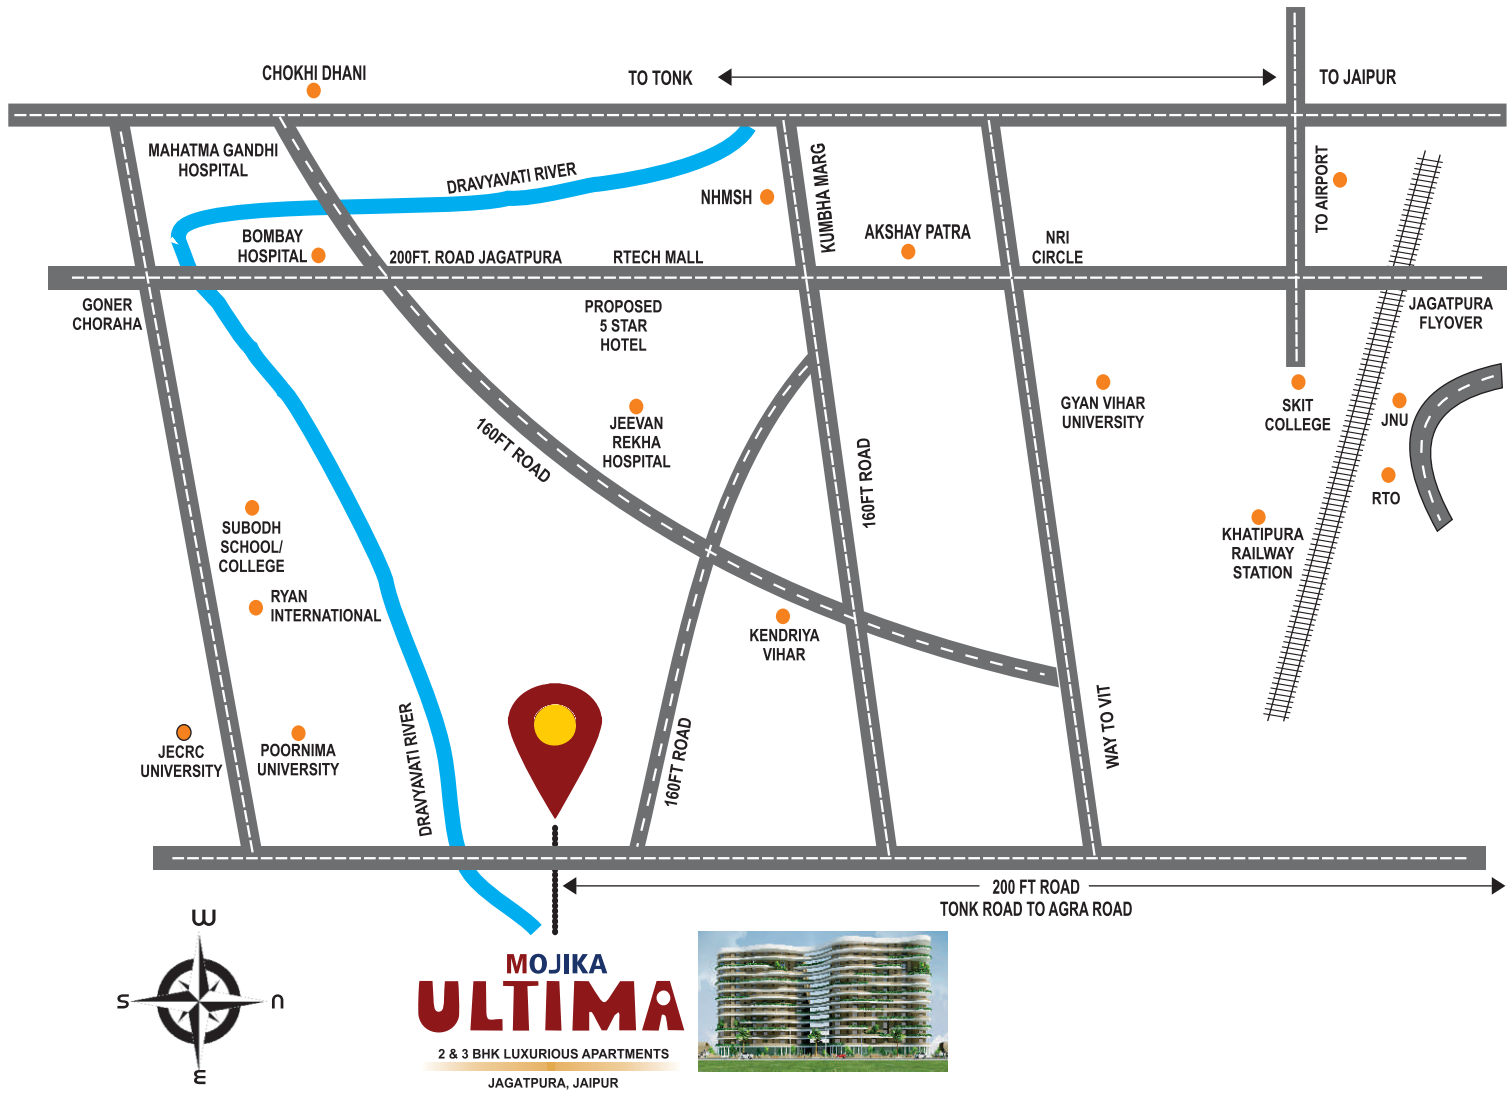 CHOKHI DHANI
TO TONK
TO JAIPUR
MAHATMA GANDHI
HOSPITAL
DRAVYAVATI RIVER
NHMSH
KUMBHA MARG
TO AIRPORT
BOMBAY
HOSPITAL
200FT. ROAD JAGATPURA
RTECH MALL
AKSHAY PATRA
NRI
CIRCLE
GONER
CHORAHA
PROPOSED
5 STAR
HOTEL
JAGATPURA
FLYOVER
JEEVAN
REKHA
HOSPITAL
160FT ROAD
160FT ROAD
GYAN VIHAR
UNIVERSITY
SKIT
COLLEGE
JNU
RTO
SUBODH
SCHOOL/
COLLEGE
KHATIPURA
RAILWAY
STATION
RYAN
INTERNATIONAL
KENDRIYA
VIHAR
JECRC
UNIVERSITY
POORNIMA
UNIVERSITY
DRAVYAVATI RIVER
160FT ROAD
WAY TO VIT
200 FT ROAD
TONK ROAD TO AGRA ROAD
W
S
N
E
MOJIKA
ULTIMA
2 & 3 BHK LUXURIOUS APARTMENTS
JAGATPURA, JAIPUR